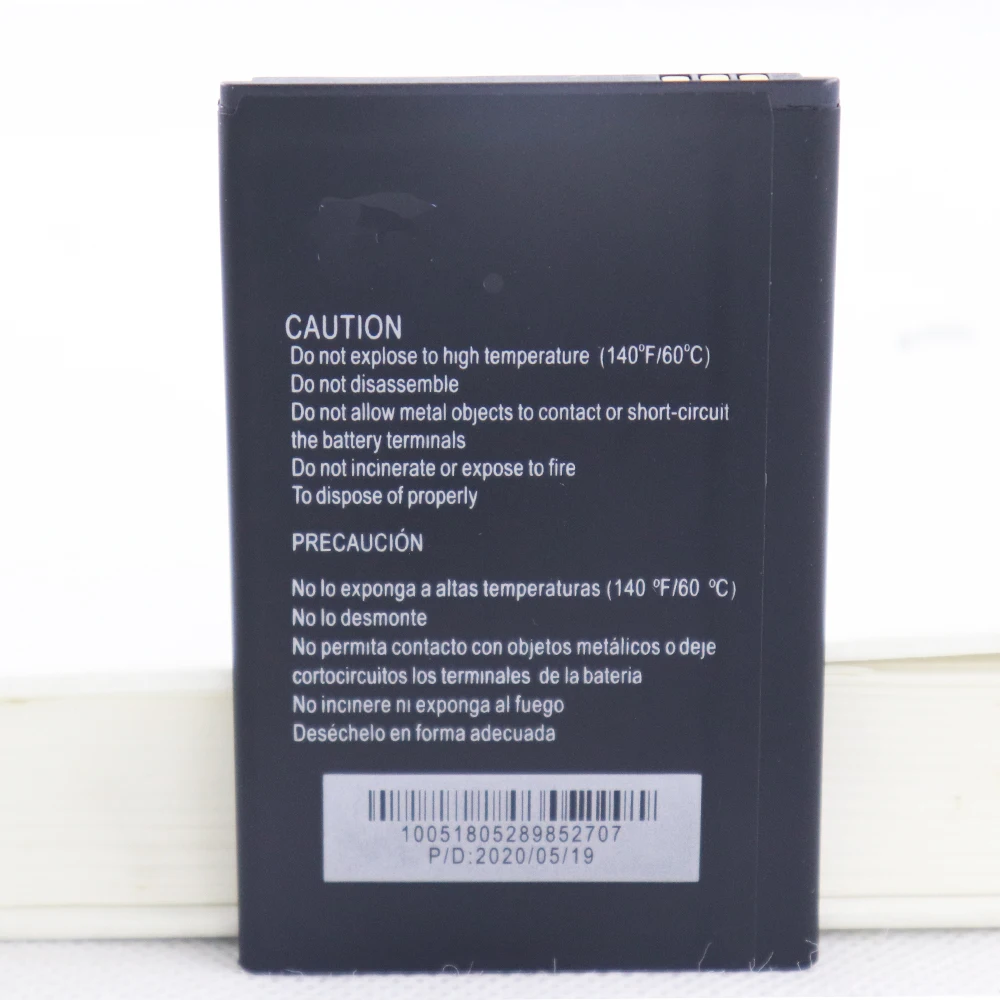 CAUTION
Do not explose to high temperature (140°F/60°C)
Do not disassemble
Do not allow metal objects to contact or short-circuit
the battery terminals
Do not incinerate or expose to fire
To dispose of properly
PRECAUCIÓN
No lo exponga a altas temperaturas (140 ºF/60 ºC)
No lo desmonte
No permita contacto con objetos metálicos o deje
cortocircuitos los terminales de la bateria
No incinere ni exponga al fuego
Deséchelo en forma adecuada
10051805289852707
P/D:2020/05/19